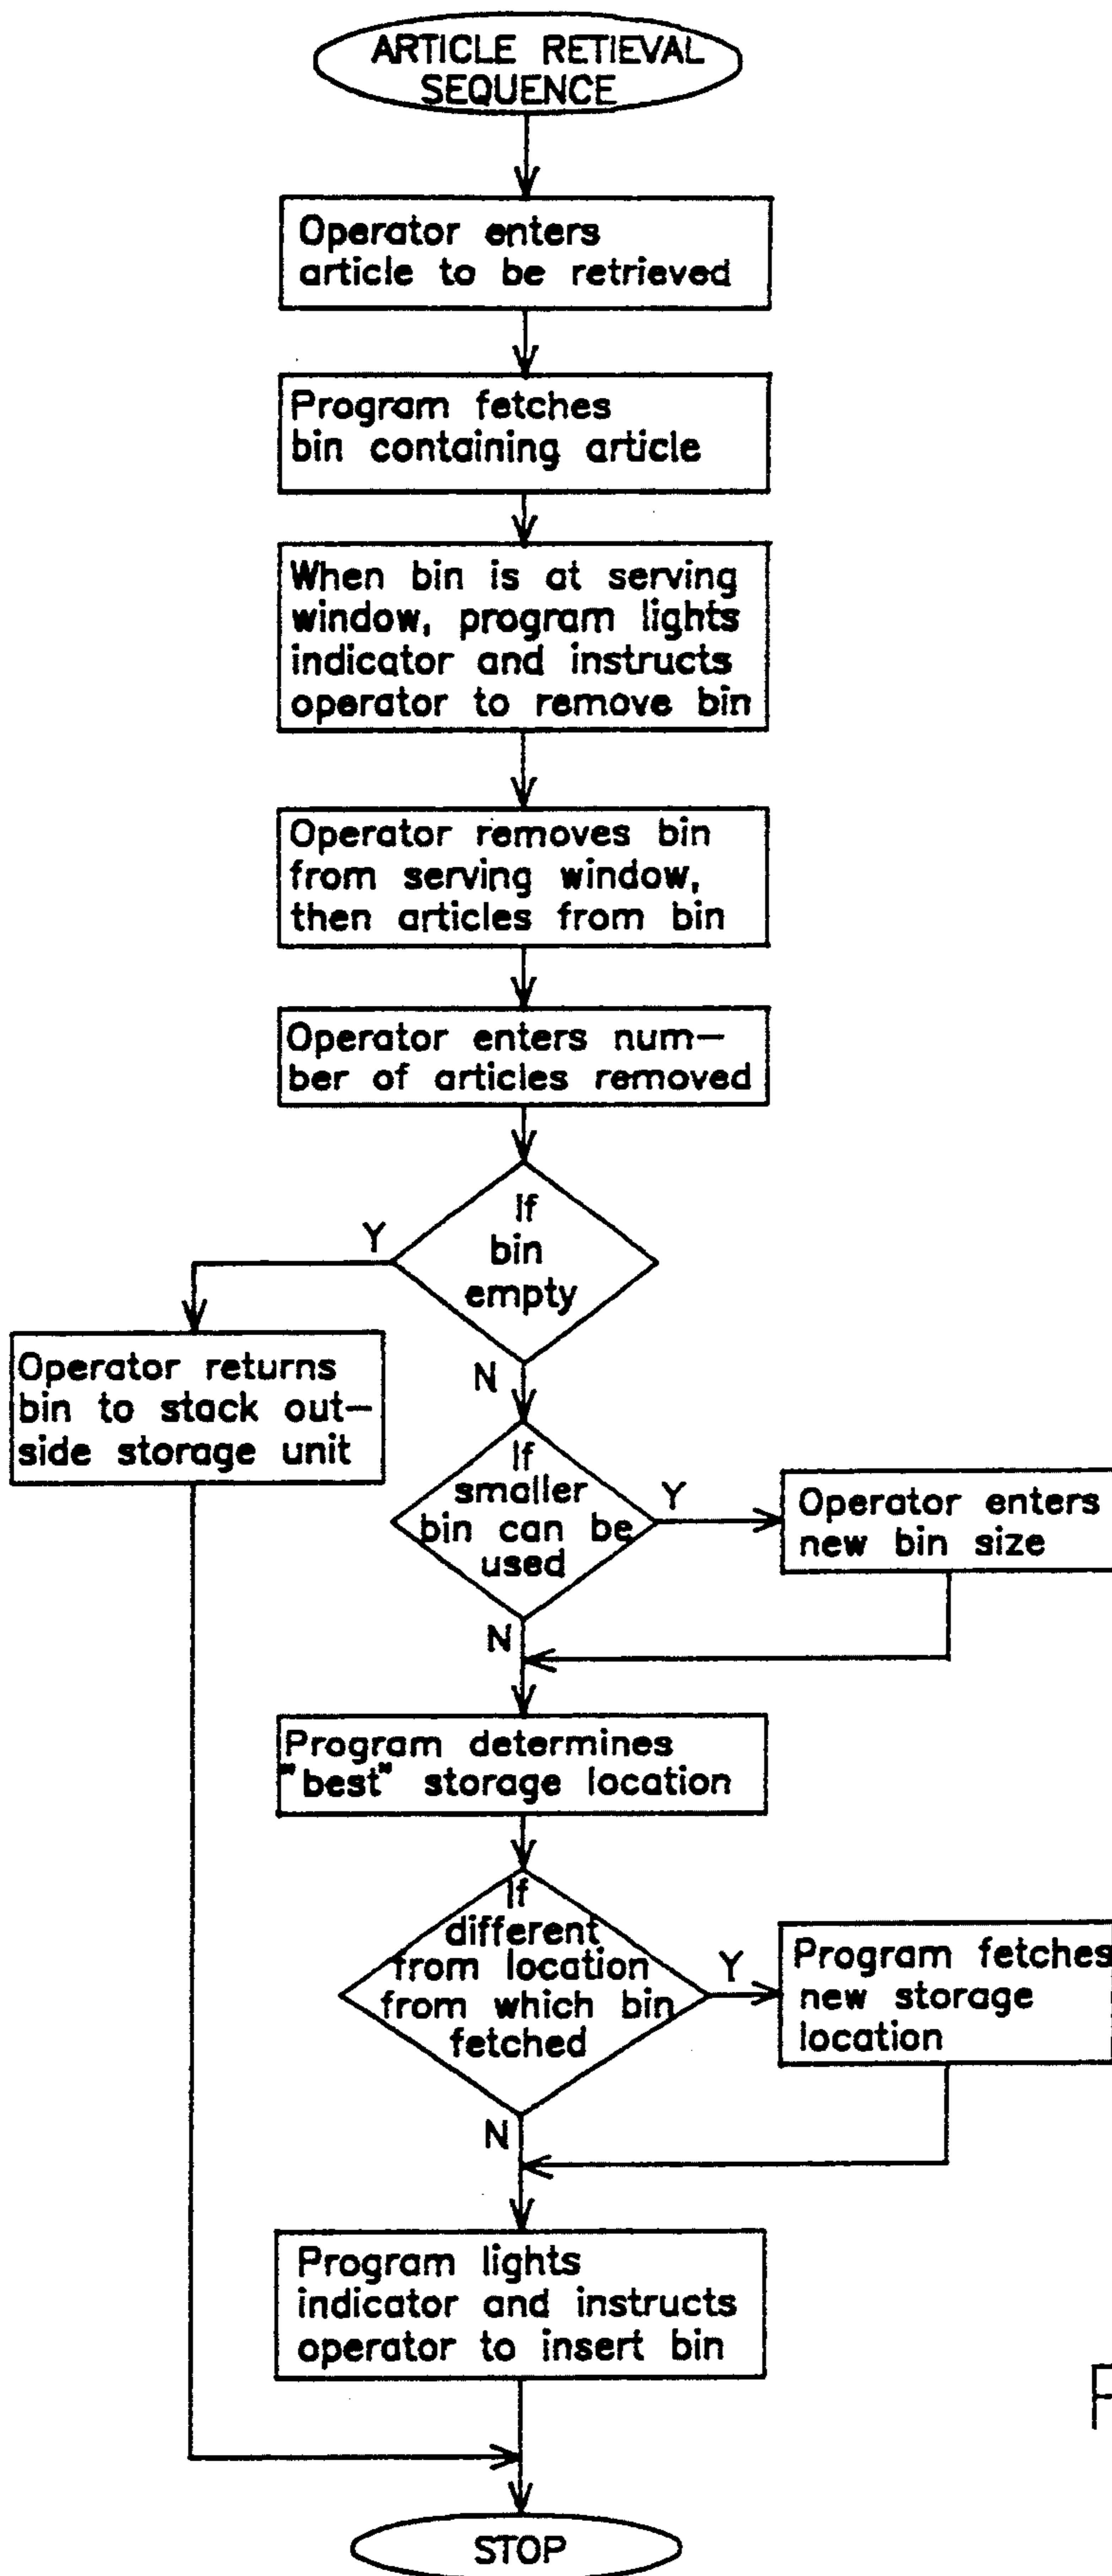 ARTICLE RETIEVAL
SEQUENCE
Operator enters
article to be retrieved
Program fetches
bin containing article
When bin is at serving
window, program lights
indicator and instructs
operator to remove bin
Operator removes bin
from serving window,
then articles from bin
Operator enters num-
ber of articles removed
If
bin
empty
Y
N
Operator returns
bin to stack out-
side storage unit
If
smaller
bin can be
used
Y
Operator enters
new bin size
N
Program determines
"best" storage location
If
different
from location
from which bin
fetched
Y
Program fetches
new storage
location
N
Program lights
indicator and instructs
operator to insert bin
STOP